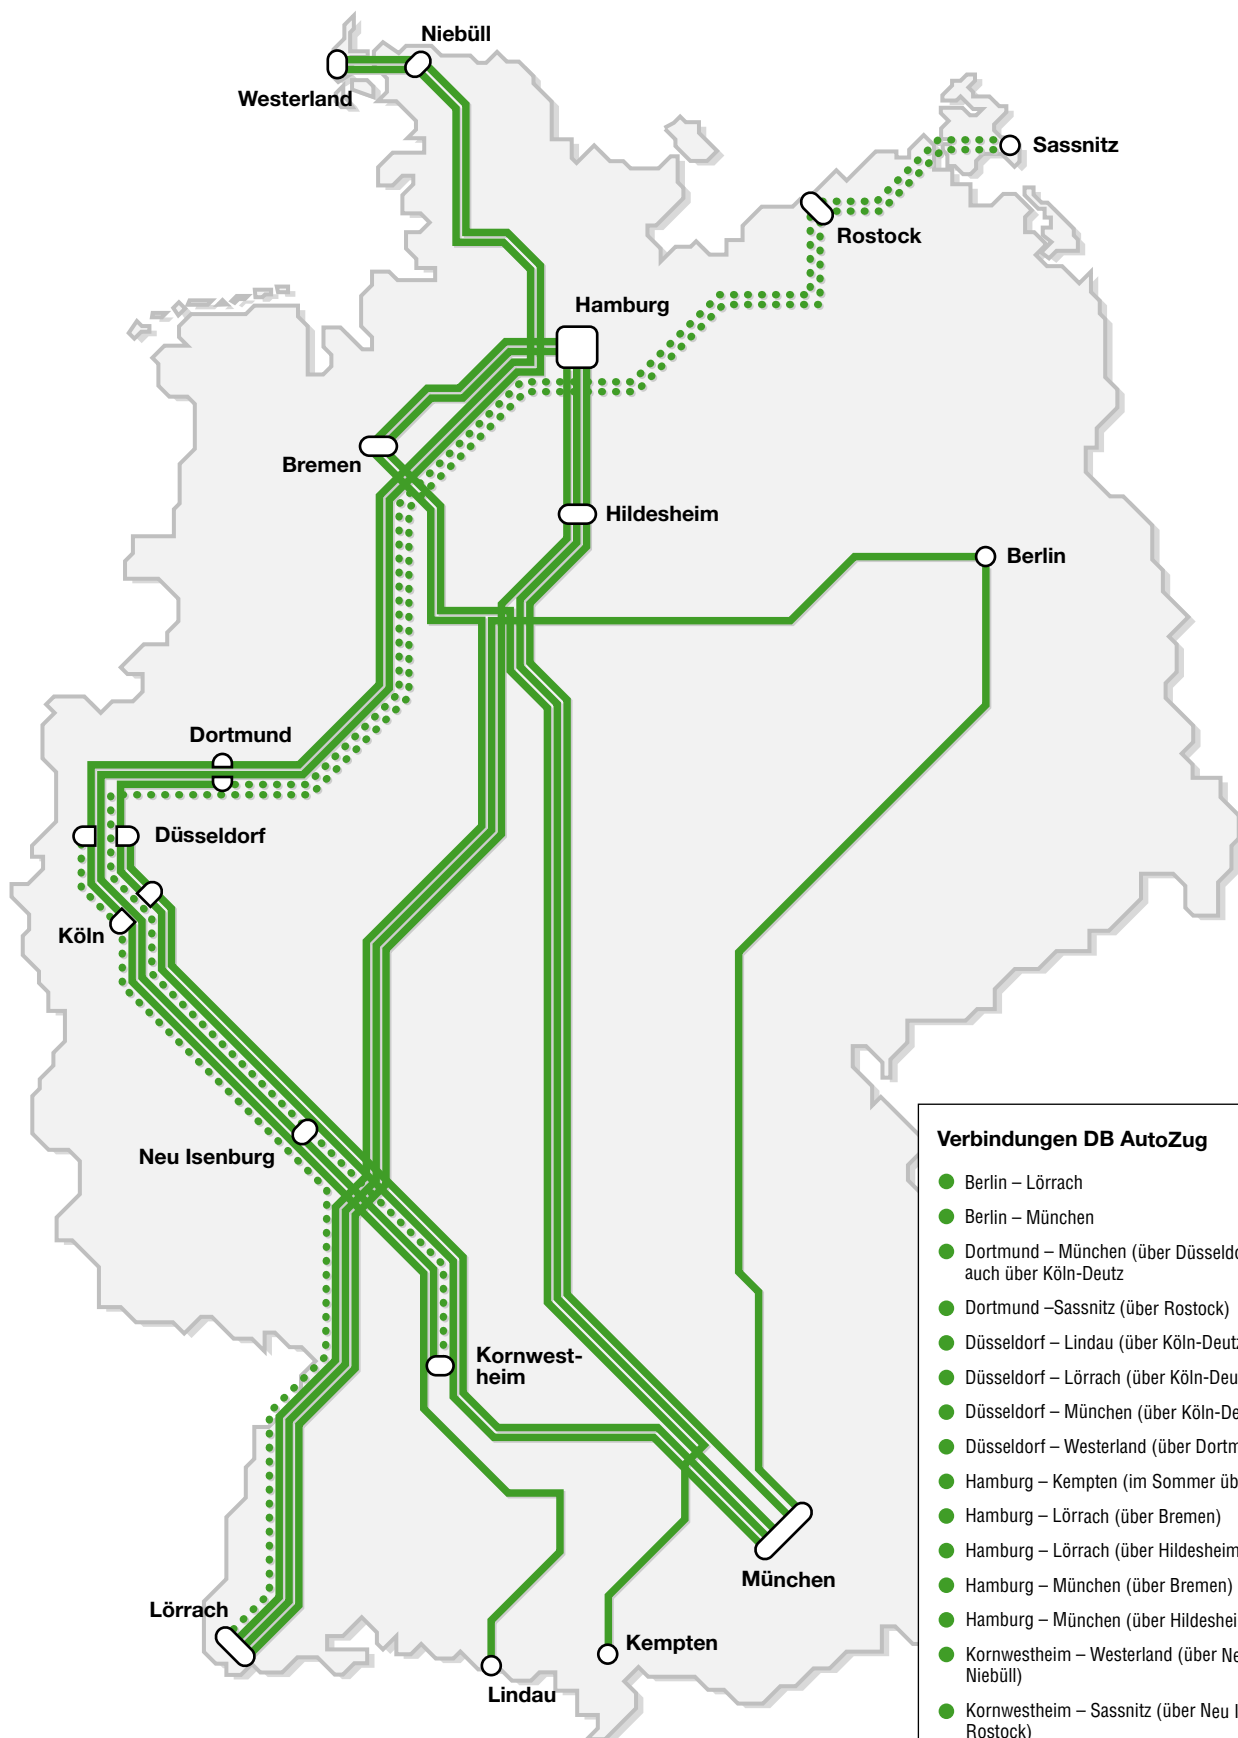 Niebüll
Westerland
Sassnitz
Rostock
Hamburg
Bremen
Hildesheim
Berlin
Dortmund
Düsseldorf
Köln
Neu Isenburg
Kornwest-
heim
München
Lörrach
Kempten
Lindau
Verbindungen DB AutoZug
Berlin – Lörrach
Berlin – München
Dortmund – München (über Düsseldo
auch über Köln-Deutz
Dortmund –Sassnitz (über Rostock)
Düsseldorf – Lindau (über Köln-Deutz
Düsseldorf – Lörrach (über Köln-Deu
Düsseldorf – München (über Köln-De
Düsseldorf – Westerland (über Dortm
Hamburg – Kempten (im Sommer üb
Hamburg – Lörrach (über Bremen)
Hamburg – Lörrach (über Hildesheim
Hamburg – München (über Bremen)
Hamburg – München (über Hildeshei
Kornwestheim – Westerland (über Ne
Niebüll)
Kornwestheim – Sassnitz (über Neu I
Rostock)